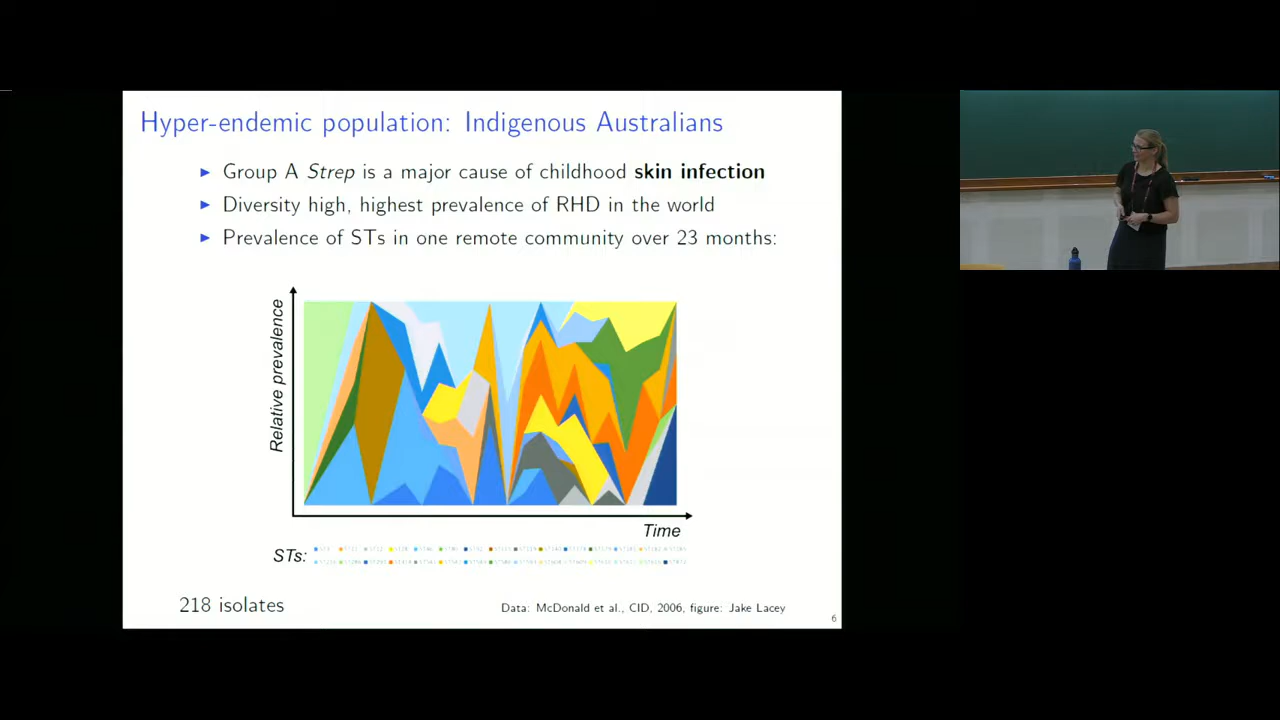 Hyper-endemic population: Indigenous Australians
▶ Group A Strep is a major cause of childhood skin infection
▶ Diversity high, highest prevalence of RHD in the world
▶ Prevalence of STs in one remote community over 23 months:
Relative prevalence
Time
STs:
218 isolates
Data: McDonald et al., CID, 2006, figure: Jake Lacey
6